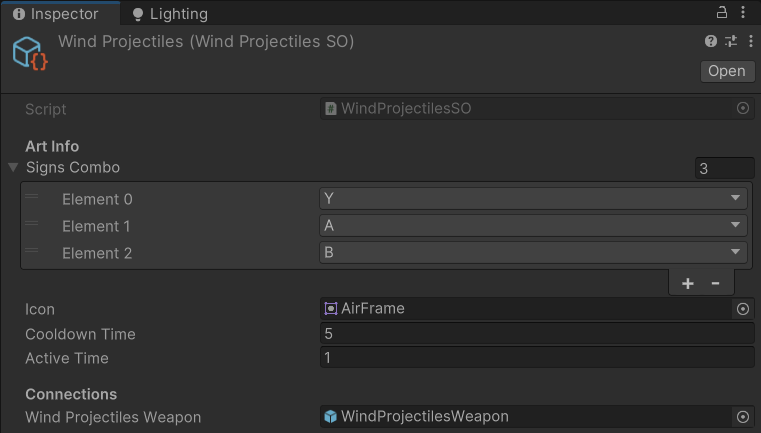 Inspector Lighting
Wind Projectiles (Wind Projectiles SO)
Open
Script WindProjectilesSO
Art Info
Signs Combo 3
Element 0 Y
Element 1 A
Element 2 B
+ -
Icon AirFrame
Cooldown Time 5
Active Time 1
Connections
Wind Projectiles Weapon WindProjectilesWeapon